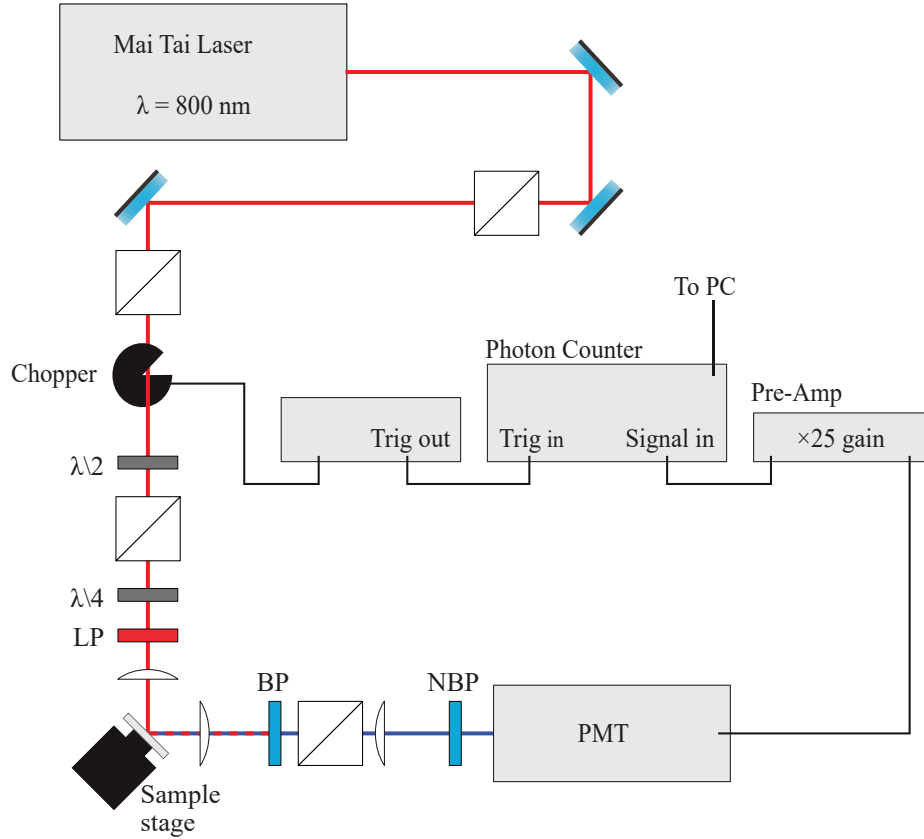 Mai Tai Laser
λ = 800 nm
To PC
Photon Counter
Chopper
Pre-Amp
Trig out
Trig in
Signal in
×25 gain
λ\2
λ\4
LP
BP
NBP
PMT
Sample
stage